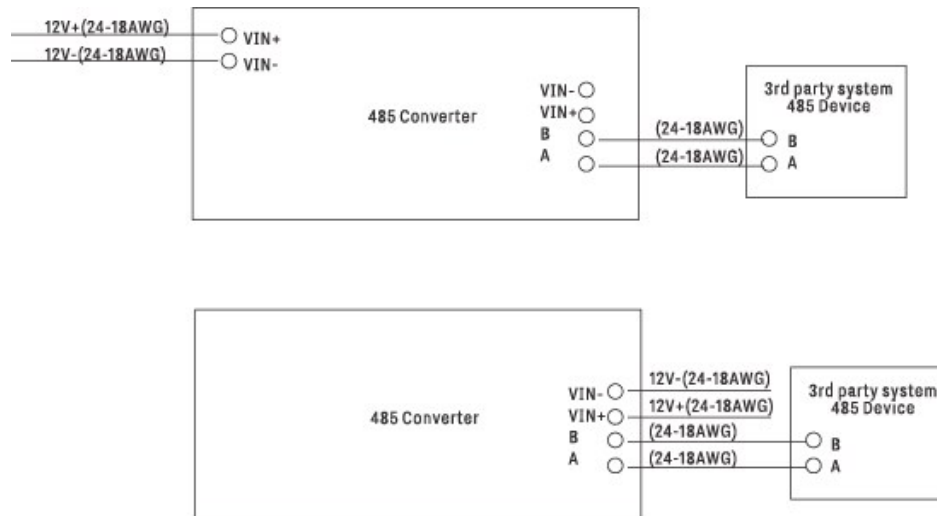 12V+(24-18AWG)
VIN+
12V-(24-18AWG)
VIN-
485 Converter
VIN-
VIN+
B
A
(24-18AWG)
(24-18AWG)
3rd party system
485 Device
B
A
485 Converter
VIN-
VIN+
B
A
12V-(24-18AWG)
12V+(24-18AWG)
(24-18AWG)
(24-18AWG)
3rd party system
485 Device
B
A